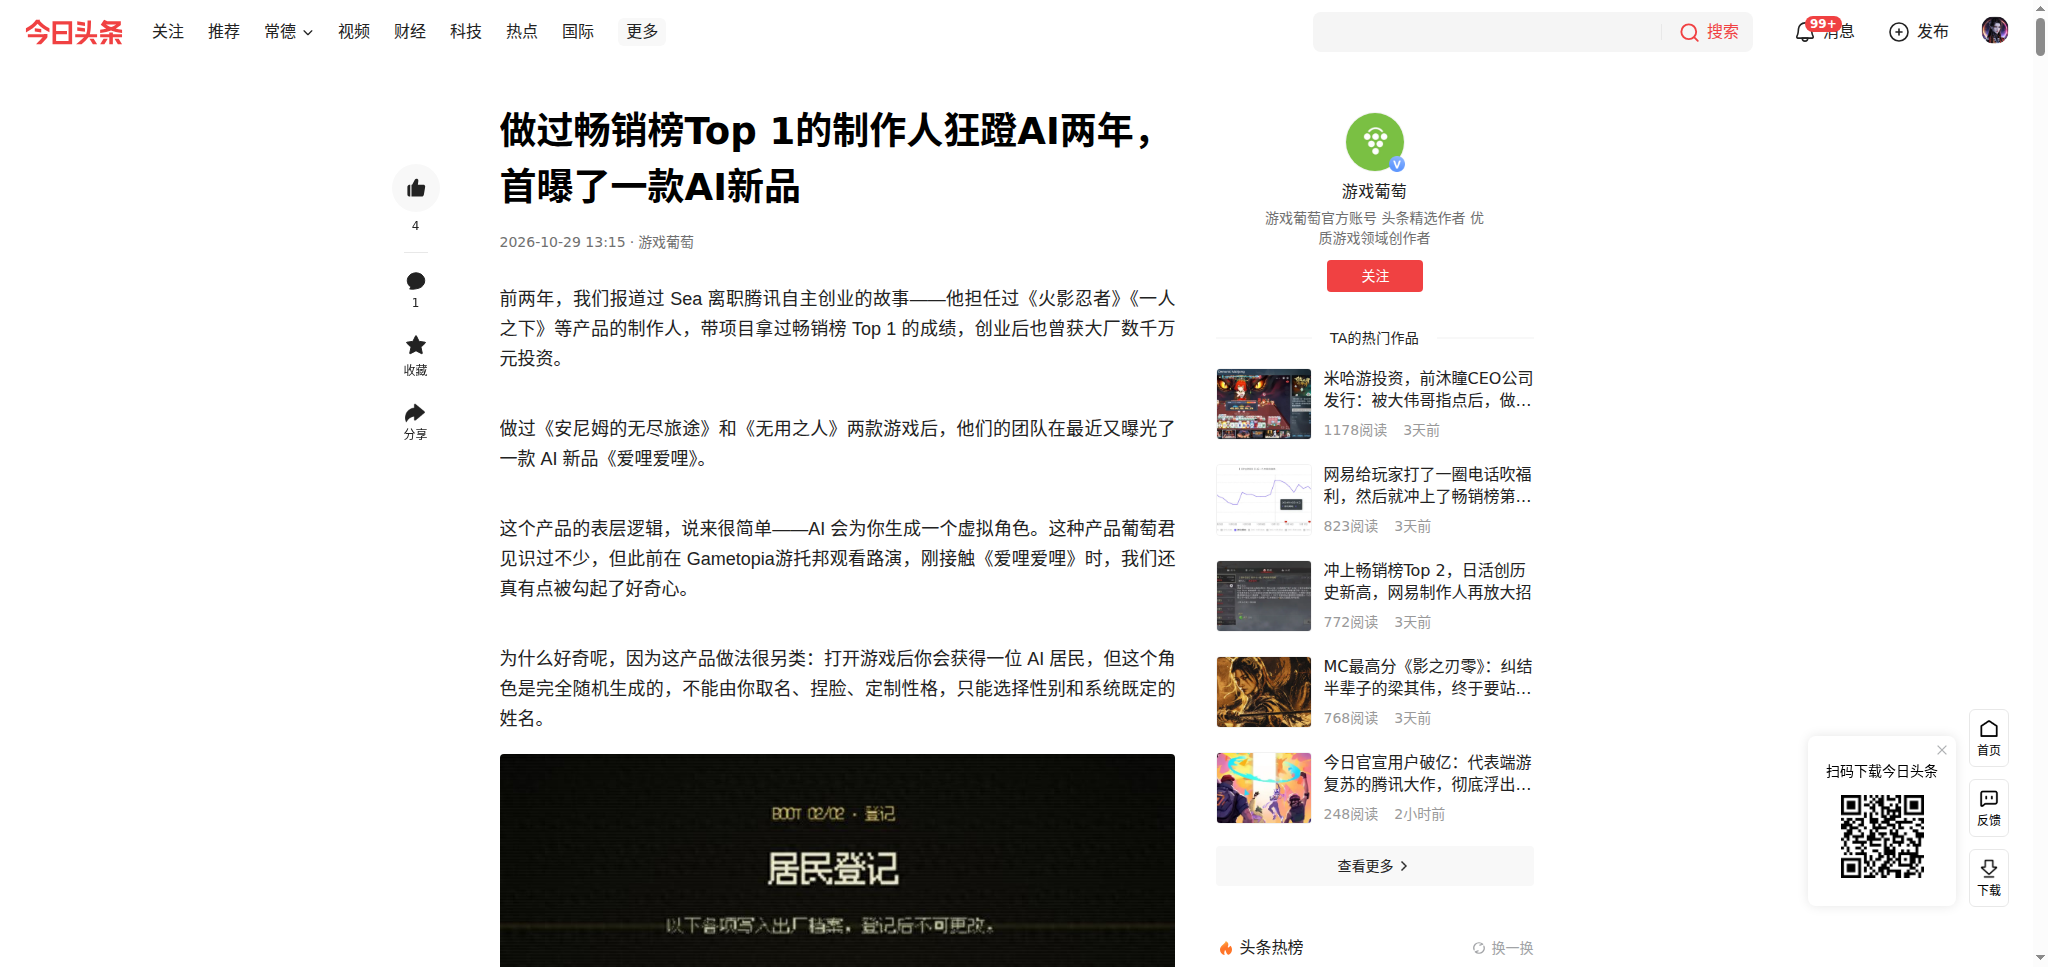 今日头条
关注
推荐
常德
视频
财经
科技
热点
国际
更多
搜索
99+
消息
发布
做过畅销榜Top 1的制作人狂蹬AI两年，
首曝了一款AI新品
2026-10-29 13:15 · 游戏葡萄
4
1
收藏
分享
前两年，我们报道过 Sea 离职腾讯自主创业的故事——他担任过《火影忍者》《一人
之下》等产品的制作人，带项目拿过畅销榜 Top 1 的成绩，创业后也曾获大厂数千万
元投资。
做过《安尼姆的无尽旅途》和《无用之人》两款游戏后，他们的团队在最近又曝光了
一款 AI 新品《爱哩爱哩》。
这个产品的表层逻辑，说来很简单——AI 会为你生成一个虚拟角色。这种产品葡萄君
见识过不少，但此前在 Gametopia游托邦观看路演，刚接触《爱哩爱哩》时，我们还
真有点被勾起了好奇心。
为什么好奇呢，因为这产品做法很另类：打开游戏后你会获得一位 AI 居民，但这个角
色是完全随机生成的，不能由你取名、捏脸、定制性格，只能选择性别和系统既定的
姓名。
BOOT 02/02 · 登记
居民登记
以下各项写入出厂档案，登记后不可更改。
游戏葡萄
游戏葡萄官方账号 头条精选作者 优
质游戏领域创作者
关注
TA的热门作品
米哈游投资，前沐瞳CEO公司
发行：被大伟哥指点后，做...
1178阅读 3天前
网易给玩家打了一圈电话吹福
利，然后就冲上了畅销榜第...
823阅读 3天前
冲上畅销榜Top 2，日活创历
史新高，网易制作人再放大招
772阅读 3天前
MC最高分《影之刃零》：纠结
半辈子的梁其伟，终于要站...
768阅读 3天前
今日官宣用户破亿：代表端游
复苏的腾讯大作，彻底浮出...
248阅读 2小时前
查看更多
头条热榜
换一换
扫码下载今日头条
首页
反馈
下载